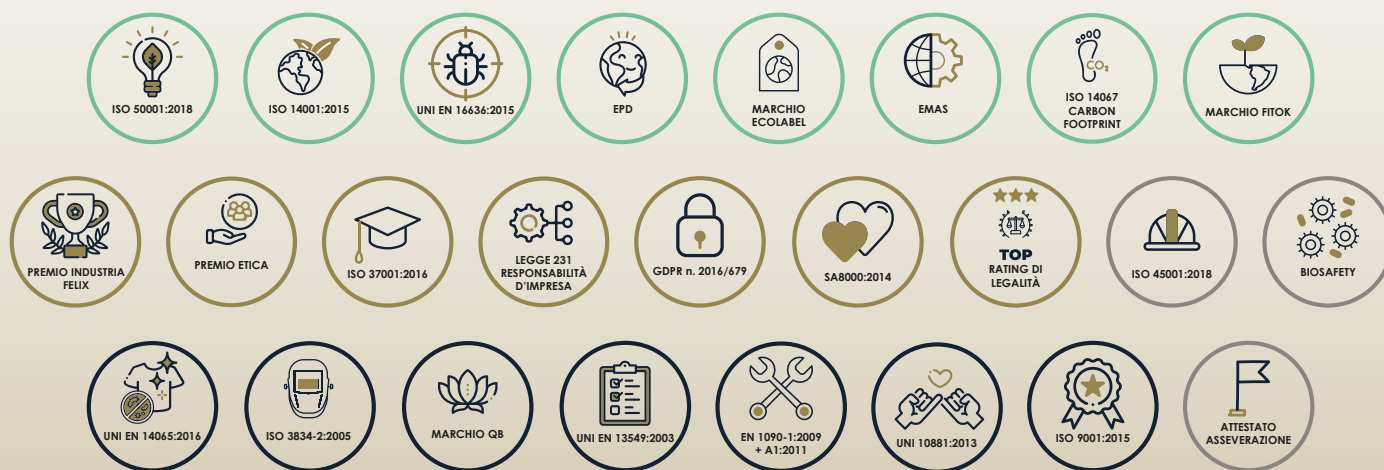 ISO 50001:2018
ISO 14001:2015
UNI EN 16636:2015
EPD
MARCHIO
ECOLABEL
EMAS
CO₂
ISO 14067
CARBON
FOOTPRINT
MARCHIO FITOK
PREMIO INDUSTRIA
FELIX
PREMIO ETICA
ISO 37001:2016
LEGGE 231
RESPONSABILITÀ
D'IMPRESA
GDPR n. 2016/679
SA8000:2014
TOP
RATING DI
LEGALITÀ
ISO 45001:2018
BIOSAFETY
UNI EN 14065:2016
ISO 3834-2:2005
MARCHIO QB
UNI EN 13549:2003
EN 1090-1:2009
+ A1:2011
UNI 10881:2013
ISO 9001:2015
ATTESTATO
ASSEVERAZIONE